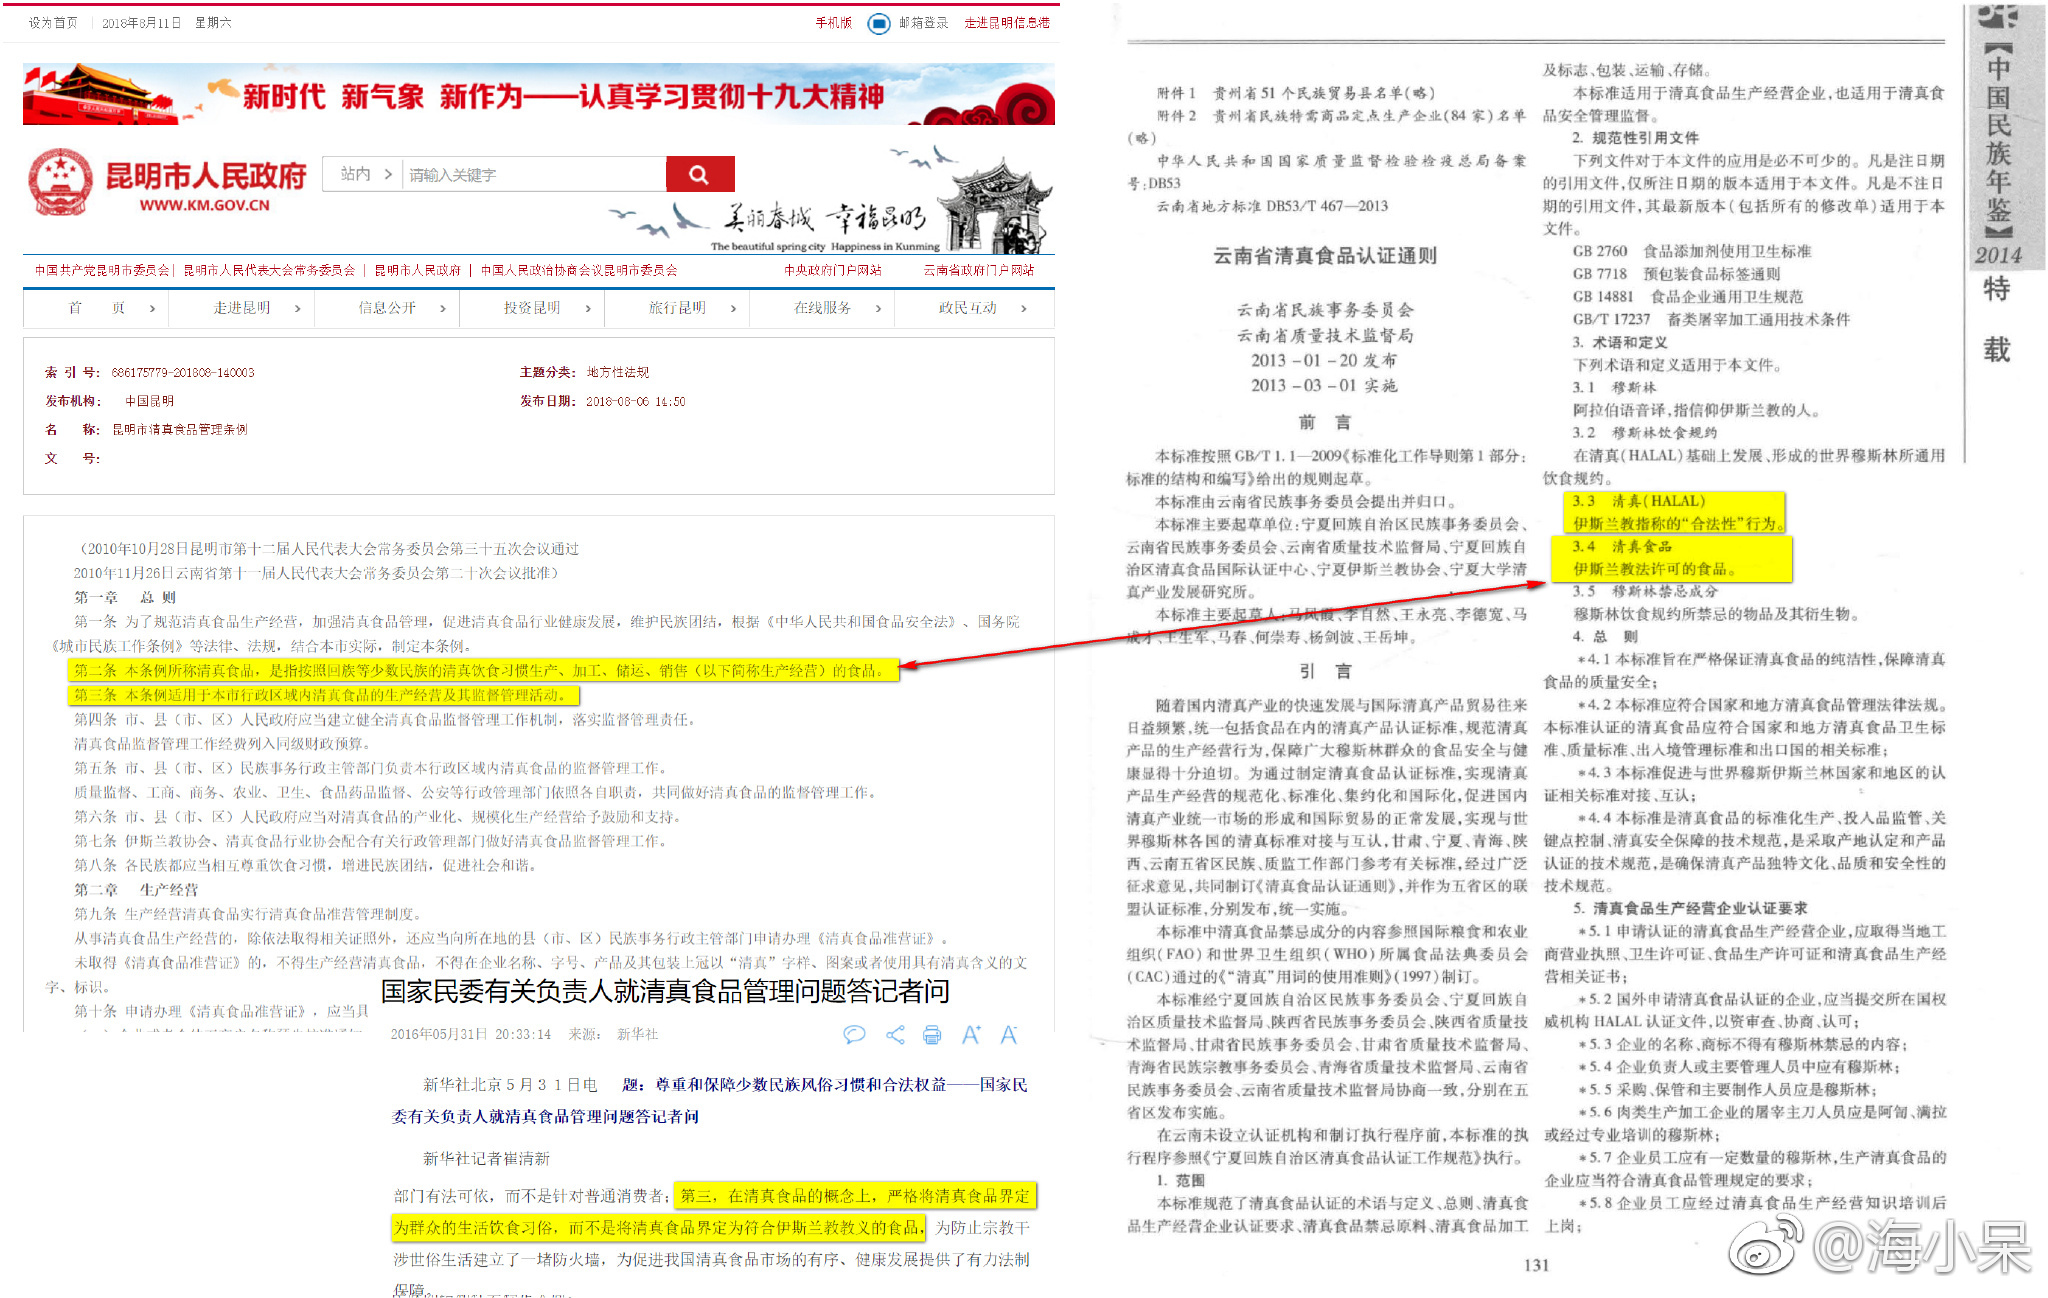 设为首页 | 2018年8月11日 星期六
手机版 邮箱登录 走进昆明信息港
新时代 新气象 新作为——认真学习贯彻十九大精神
昆明市人民政府
WWW.KM.GOV.CN
站内 > 请输入关键字
美丽春城 幸福昆明
The beautiful spring city Happiness in Kunming
中国共产党昆明市委员会 | 昆明市人民代表大会常务委员会 | 昆明市人民政府 | 中国人民政治协商会议昆明市委员会
中央政府门户网站 云南省政府门户网站
首 页 > 走进昆明 > 信息公开 > 投资昆明 > 旅行昆明 > 在线服务 > 政民互动 >
索 引 号: 686175779-201808-140003 主题分类: 地方性法规
发布机构: 中国昆明 发布日期: 2018-08-06 14:50
名 称: 昆明市清真食品管理条例
文 号:
（2010年10月28日昆明市第十二届人民代表大会常务委员会第三十五次会议通过
2010年11月26日云南省第十一届人民代表大会常务委员会第二十次会议批准）
第一章 总 则
第一条 为了规范清真食品生产经营，加强清真食品管理，促进清真食品行业健康发展，维护民族团结，根据《中华人民共和国食品安全法》、国务院
《城市民族工作条例》等法律、法规，结合本市实际，制定本条例。
第二条 本条例所称清真食品，是指按照回族等少数民族的清真饮食习惯生产、加工、储运、销售（以下简称生产经营）的食品。
第三条 本条例适用于本市行政区域内清真食品的生产经营及其监督管理活动。
第四条 市、县（市、区）人民政府应当建立健全清真食品监督管理工作机制，落实监督管理责任。
清真食品监督管理工作经费列入同级财政预算。
第五条 市、县（市、区）民族事务行政主管部门负责本行政区域内清真食品的监督管理工作。
质量监督、工商、商务、农业、卫生、食品药品监督、公安等行政管理部门依照各自职责，共同做好清真食品的监督管理工作。
第六条 市、县（市、区）人民政府应当对清真食品的产业化、规模化生产经营给予鼓励和支持。
第七条 伊斯兰教协会、清真食品行业协会配合有关行政管理部门做好清真食品监督管理工作。
第八条 各民族都应当相互尊重饮食习惯，增进民族团结，促进社会和谐。
第二章 生产经营
第九条 生产经营清真食品实行清真食品准营管理制度。
从事清真食品生产经营的，除依法取得相关证照外，还应当向所在地的县（市、区）民族事务行政主管部门申请办理《清真食品准营证》。
未取得《清真食品准营证》的，不得生产经营清真食品，不得在企业名称、字号、产品及其包装上冠以“清真”字样、图案或者使用具有清真含义的文
字、标识。
第十条 申请办理《清真食品准营证》，应当具
国家民委有关负责人就清真食品管理问题答记者问
2016年05月31日 20:33:14 来源： 新华社
新华社北京５月３１日电 题：尊重和保障少数民族风俗习惯和合法权益——国家民
委有关负责人就清真食品管理问题答记者问
新华社记者崔清新
部门有法可依，而不是针对普通消费者；第三，在清真食品的概念上，严格将清真食品界定
为群众的生活饮食习俗，而不是将清真食品界定为符合伊斯兰教教义的食品，为防止宗教干
涉世俗生活建立了一堵防火墙，为促进我国清真食品市场的有序、健康发展提供了有力法制
保障。
附件1 贵州省51个民族贸易县名单(略)
附件2 贵州省民族特需商品定点生产企业(84家)名单
(略)
中华人民共和国国家质量监督检验检疫总局备案
号:DB53
云南省地方标准 DB53/T 467—2013
云南省清真食品认证通则
云南省民族事务委员会
云南省质量技术监督局
2013-01-20 发布
2013-03-01 实施
前 言
本标准按照GB/T1.1—2009《标准化工作导则第1部分:
标准的结构和编写》给出的规则起草。
本标准由云南省民族事务委员会提出并归口。
本标准主要起草单位:宁夏回族自治区民族事务委员会、
云南省民族事务委员会、云南省质量技术监督局、宁夏回族自
治区清真食品国际认证中心、宁夏伊斯兰教协会、宁夏大学清
真产业发展研究所。
本标准主要起草人:马凤霞、李自然、王永亮、李德宽、马
成才、王生军、马春、何崇寿、杨剑波、王岳坤。
引 言
随着国内清真产业的快速发展与国际清真产品贸易往来
日益频繁,统一包括食品在内的清真产品认证标准,规范清真
产品的生产经营行为,保障广大穆斯林群众的食品安全与健
康显得十分迫切。为通过制定清真食品认证标准,实现清真
产品生产经营的规范化、标准化、集约化和国际化,促进国内
清真产业统一市场的形成和国际贸易的正常发展,实现与世
界穆斯林各国的清真标准对接与互认,甘肃、宁夏、青海、陕
西、云南五省区民族、质监工作部门参考有关标准,经过广泛
征求意见,共同制订《清真食品认证通则》,并作为五省区的联
盟认证标准,分别发布,统一实施。
本标准中清真食品禁忌成分的内容参照国际粮食和农业
组织(FAO)和世界卫生组织(WHO)所属食品法典委员会
(CAC)通过的《“清真”用词的使用准则》(1997)制订。
本标准经宁夏回族自治区民族事务委员会、宁夏回族自
治区质量技术监督局、陕西省民族事务委员会、陕西省质量技
术监督局、甘肃省民族事务委员会、甘肃省质量技术监督局、
青海省民族宗教事务委员会、青海省质量技术监督局、云南省
民族事务委员会、云南省质量技术监督局协商一致,分别在五
省区发布实施。
在云南未设立认证机构和制订执行程序前,本标准的执
行程序参照《宁夏回族自治区清真食品认证工作规范》执行。
1. 范围
本标准规范了清真食品认证的术语与定义、总则、清真食
品生产经营企业认证要求、清真食品禁忌原料、清真食品加工
及标志、包装、运输、存储。
本标准适用于清真食品生产经营企业,也适用于清真食
品安全管理监督。
2. 规范性引用文件
下列文件对于本文件的应用是必不可少的。凡是注日期
的引用文件,仅所注日期的版本适用于本文件。凡是不注日
期的引用文件,其最新版本(包括所有的修改单)适用于本
文件。
GB 2760 食品添加剂使用卫生标准
GB 7718 预包装食品标签通则
GB 14881 食品企业通用卫生规范
GB/T 17237 畜类屠宰加工通用技术条件
3. 术语和定义
下列术语和定义适用于本文件。
3.1 穆斯林
阿拉伯语音译,指信仰伊斯兰教的人。
3.2 穆斯林饮食规约
在清真(HALAL)基础上发展、形成的世界穆斯林所通用
饮食规约。
3.3 清真(HALAL)
伊斯兰教指称的“合法性”行为。
3.4 清真食品
伊斯兰教法许可的食品。
3.5 穆斯林禁忌成分
穆斯林饮食规约所禁忌的物品及其衍生物。
4. 总 则
*4.1 本标准旨在严格保证清真食品的纯洁性,保障清真
食品的质量安全;
*4.2 本标准应符合国家和地方清真食品管理法律法规。
本标准认证的清真食品应符合国家和地方清真食品卫生标
准、质量标准、出入境管理标准和出口国的相关标准;
*4.3 本标准促进与世界穆斯伊斯兰林国家和地区的认
证相关标准对接、互认;
*4.4 本标准是清真食品的标准化生产、投入品监管、关
键点控制、清真安全保障的技术规范,是采取产地认定和产品
认证的技术规范,是确保清真产品独特文化、品质和安全性的
技术规范。
5. 清真食品生产经营企业认证要求
*5.1 申请认证的清真食品生产经营企业,应取得当地工
商营业执照、卫生许可证、食品生产许可证和清真食品生产经
营相关证书;
*5.2 国外申请清真食品认证的企业,应当提交所在国权
威机构HALAL认证文件,以资审查、协商、认可;
*5.3 企业的名称、商标不得有穆斯林禁忌的内容;
*5.4 企业负责人或主要管理人员中应有穆斯林;
*5.5 采购、保管和主要制作人员应是穆斯林;
*5.6 肉类生产加工企业的屠宰主刀人员应是阿訇、满拉
或经过专业培训的穆斯林;
*5.7 企业员工应有一定数量的穆斯林,生产清真食品的
企业应当符合清真食品管理规定的要求;
*5.8 企业员工应经过清真食品生产经营知识培训后
上岗;
131
【中国民族年鉴】
2014
特
载
@海小呆